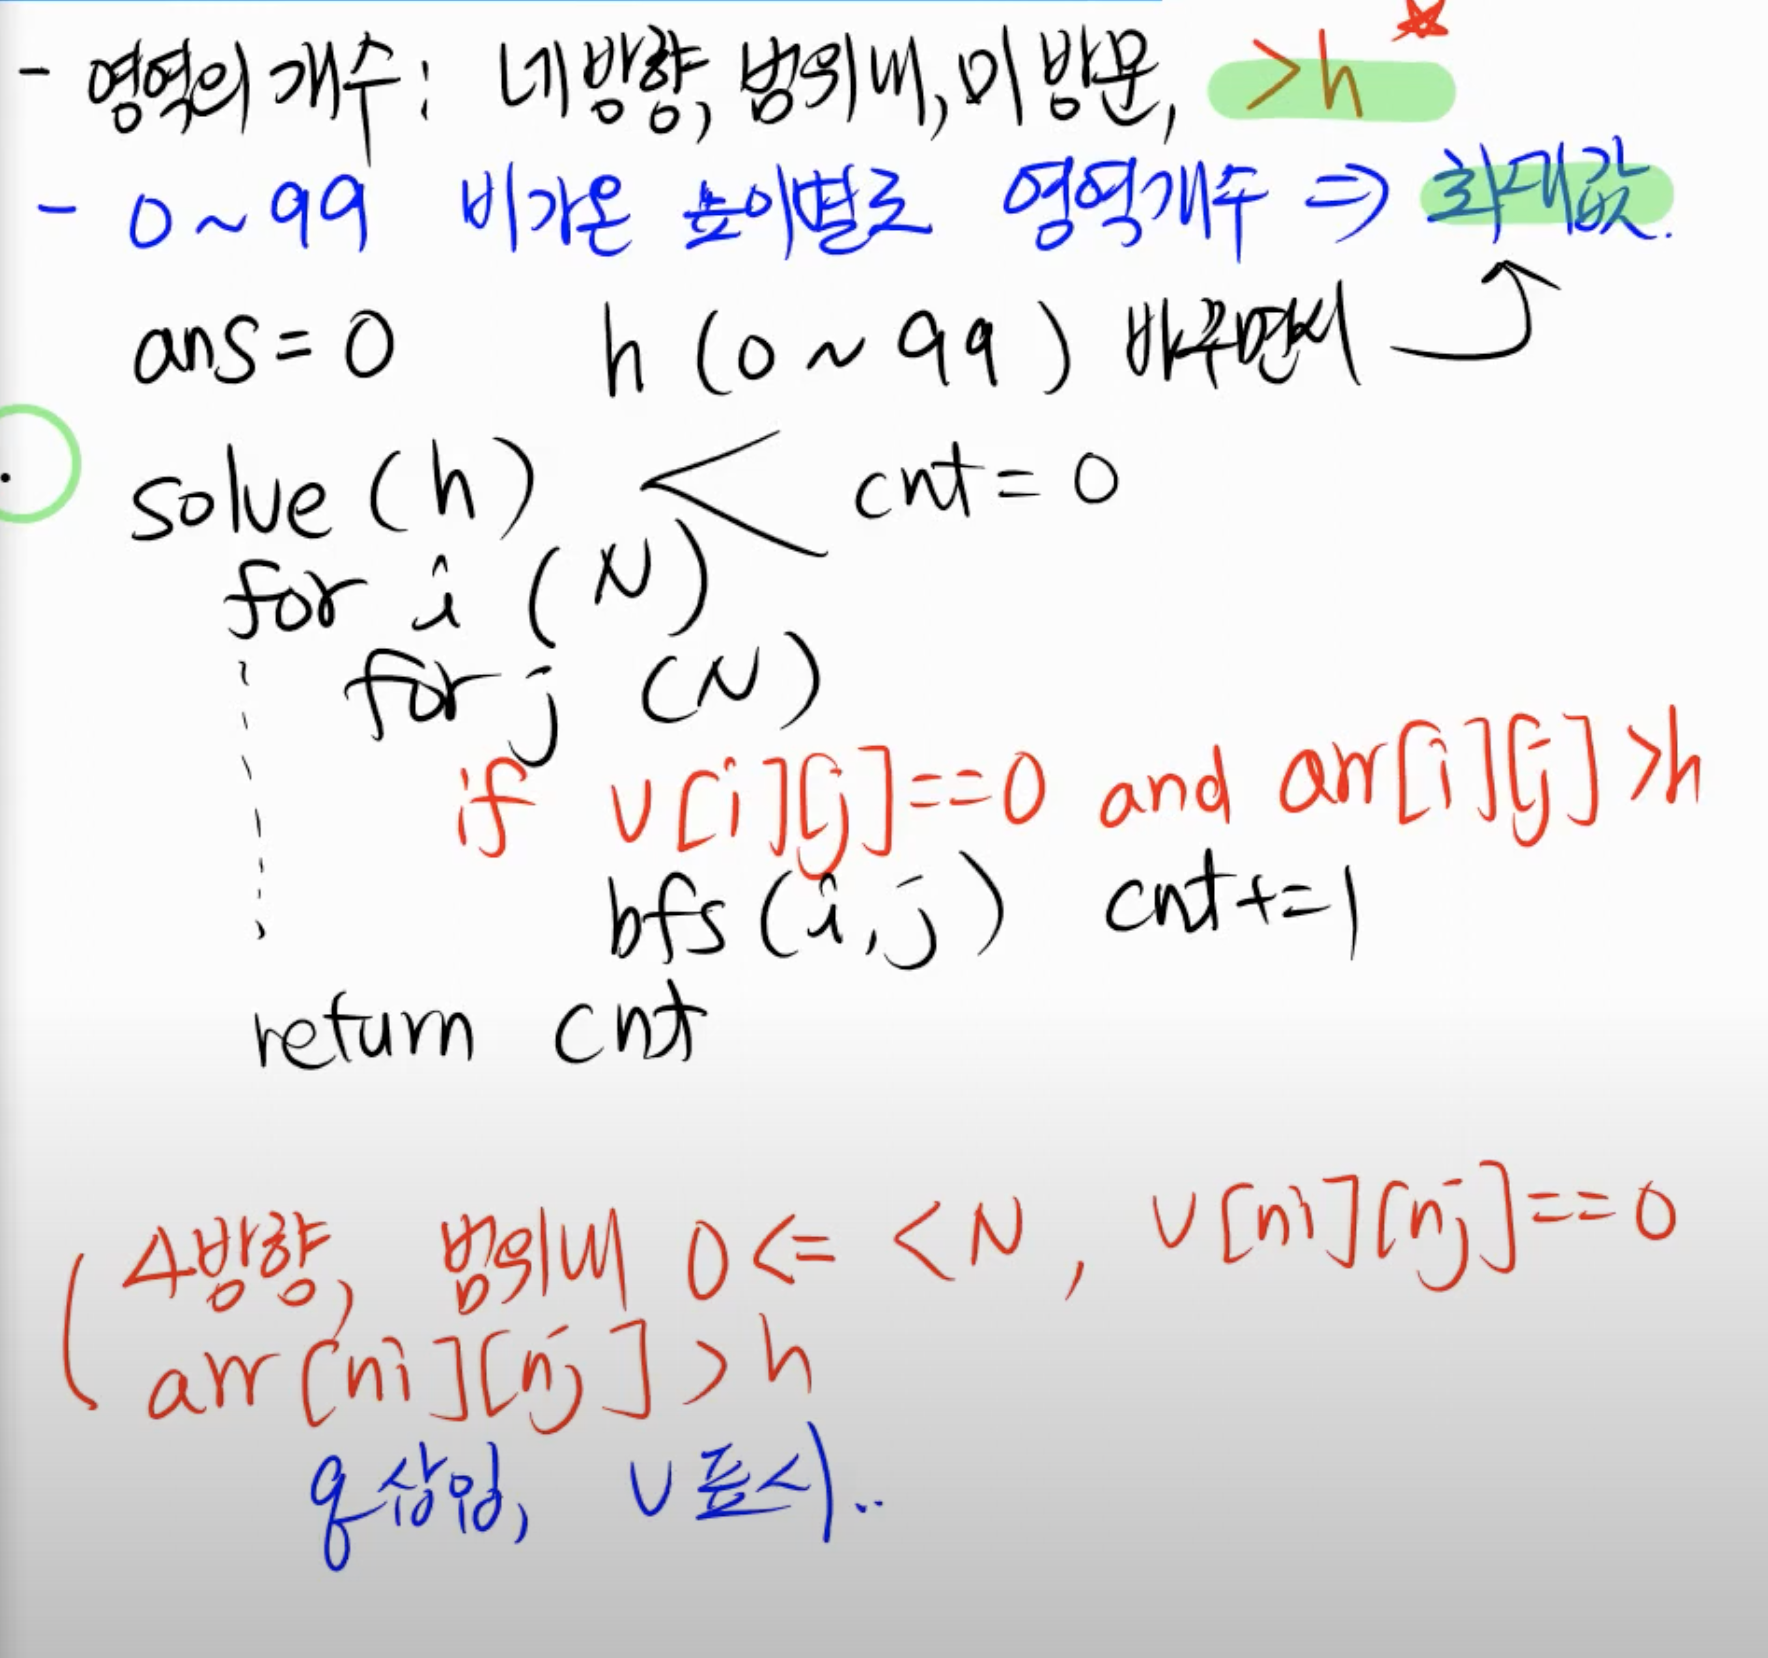 - 영역의 개수: 네방향, 범위내, 미방문, >h
- 0~99 비가온 높이별로 영역개수 => 최대값.
ans=0 h (0~99) 바꾸면서
solve(h) < cnt=0
for i (N)
for j (N)
if v[i][j]==0 and arr[i][j]>h
bfs(i,j) cnt+=1
return cnt
4방향, 범위내 0<= <N, v[ni][nj]==0
arr[ni][nj]>h
q삽입, v표시..